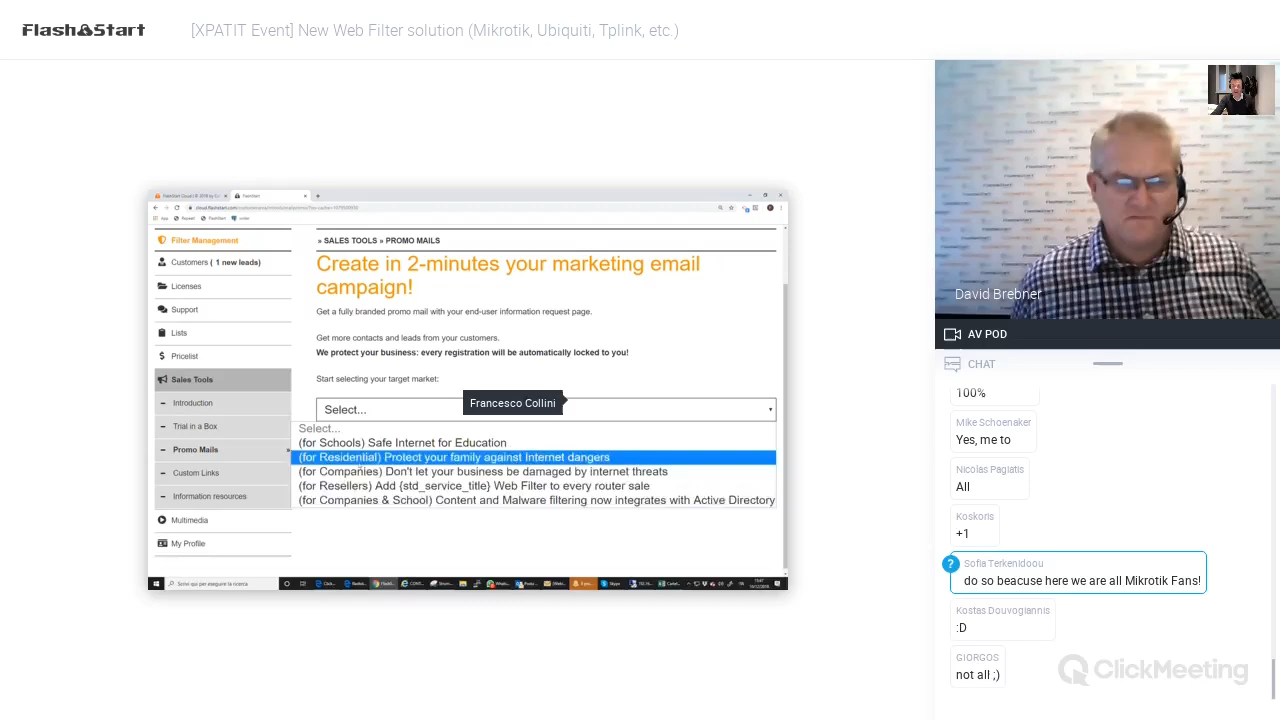 Flash Start
[XPATIT Event] New Web Filter solution (Mikrotik, Ubiquiti, Tplink, etc.)
Filter Management
Customers ( 1 new leads)
Licenses
Support
Lists
Pricelist
Sales Tools
Introduction
Trial in a Box
Promo Mails
Custom Links
Information resources
Multimedia
My Profile
» SALES TOOLS » PROMO MAILS
Create in 2-minutes your marketing email
campaign!
Get a fully branded promo mail with your end-user information request page.
Get more contacts and leads from your customers.
We protect your business: every registration will be automatically locked to you!
Start selecting your target market:
Select...
Francesco Collini
Select...
(for Schools) Safe Internet for Education
(for Residential) Protect your family against Internet dangers
(for Companies) Don't let your business be damaged by internet threats
(for Resellers) Add {std_service_title} Web Filter to every router sale
(for Companies & School) Content and Malware filtering now integrates with Active Directory
Scrivi qui per eseguire la ricerca
David Brebner
AV POD
CHAT
100%
Mike Schoenaker
Yes, me to
Nicolas Pagiatis
All
Koskoris
+1
Sofia Terkenidoou
do so beacuse here we are all Mikrotik Fans!
Kostas Douvogiannis
:D
GIORGOS
not all ;)
ClickMeeting